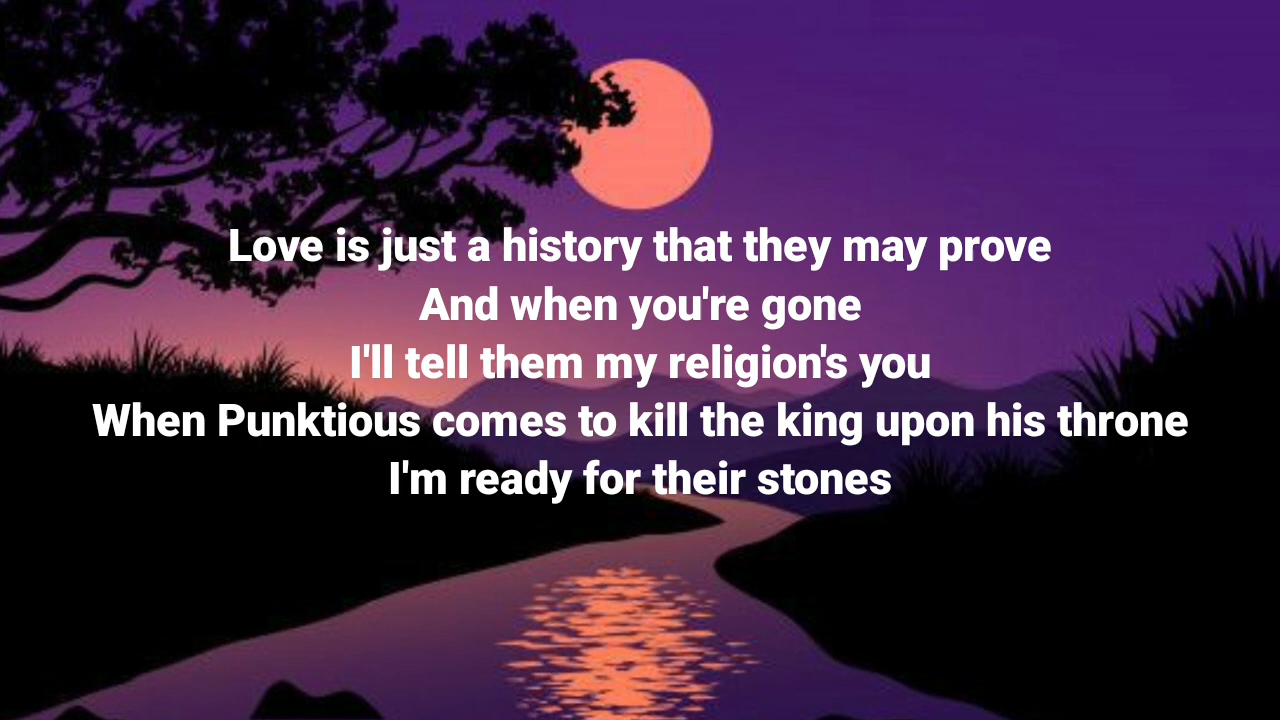 Love is just a history that they may prove
And when you're gone
I'll tell them my religion's you
When Punktious comes to kill the king upon his throne
I'm ready for their stones